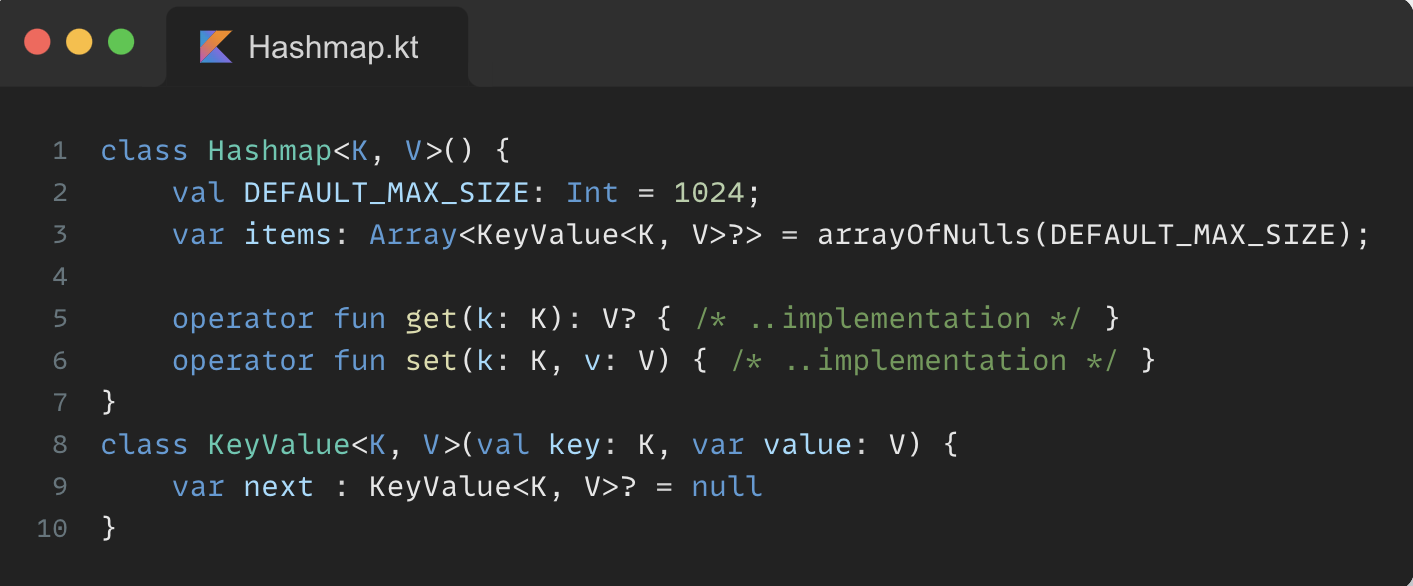 Hashmap.kt
1 class Hashmap<K, V>() {
2     val DEFAULT_MAX_SIZE: Int = 1024;
3     var items: Array<KeyValue<K, V>?> = arrayOfNulls(DEFAULT_MAX_SIZE);
4
5     operator fun get(k: K): V? { /* ..implementation */ }
6     operator fun set(k: K, v: V) { /* ..implementation */ }
7 }
8 class KeyValue<K, V>(val key: K, var value: V) {
9     var next : KeyValue<K, V>? = null
10 }